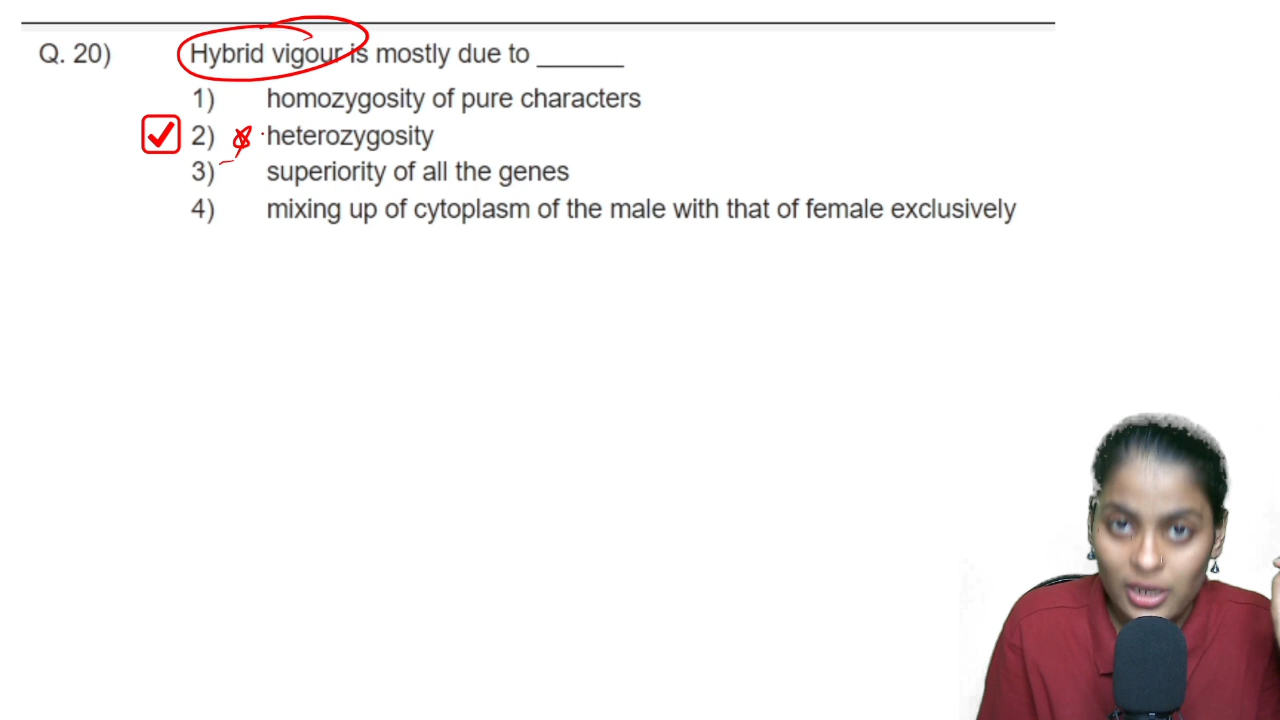 Q. 20) Hybrid vigour is mostly due to ______
1) homozygosity of pure characters
2) heterozygosity
3) superiority of all the genes
4) mixing up of cytoplasm of the male with that of female exclusively